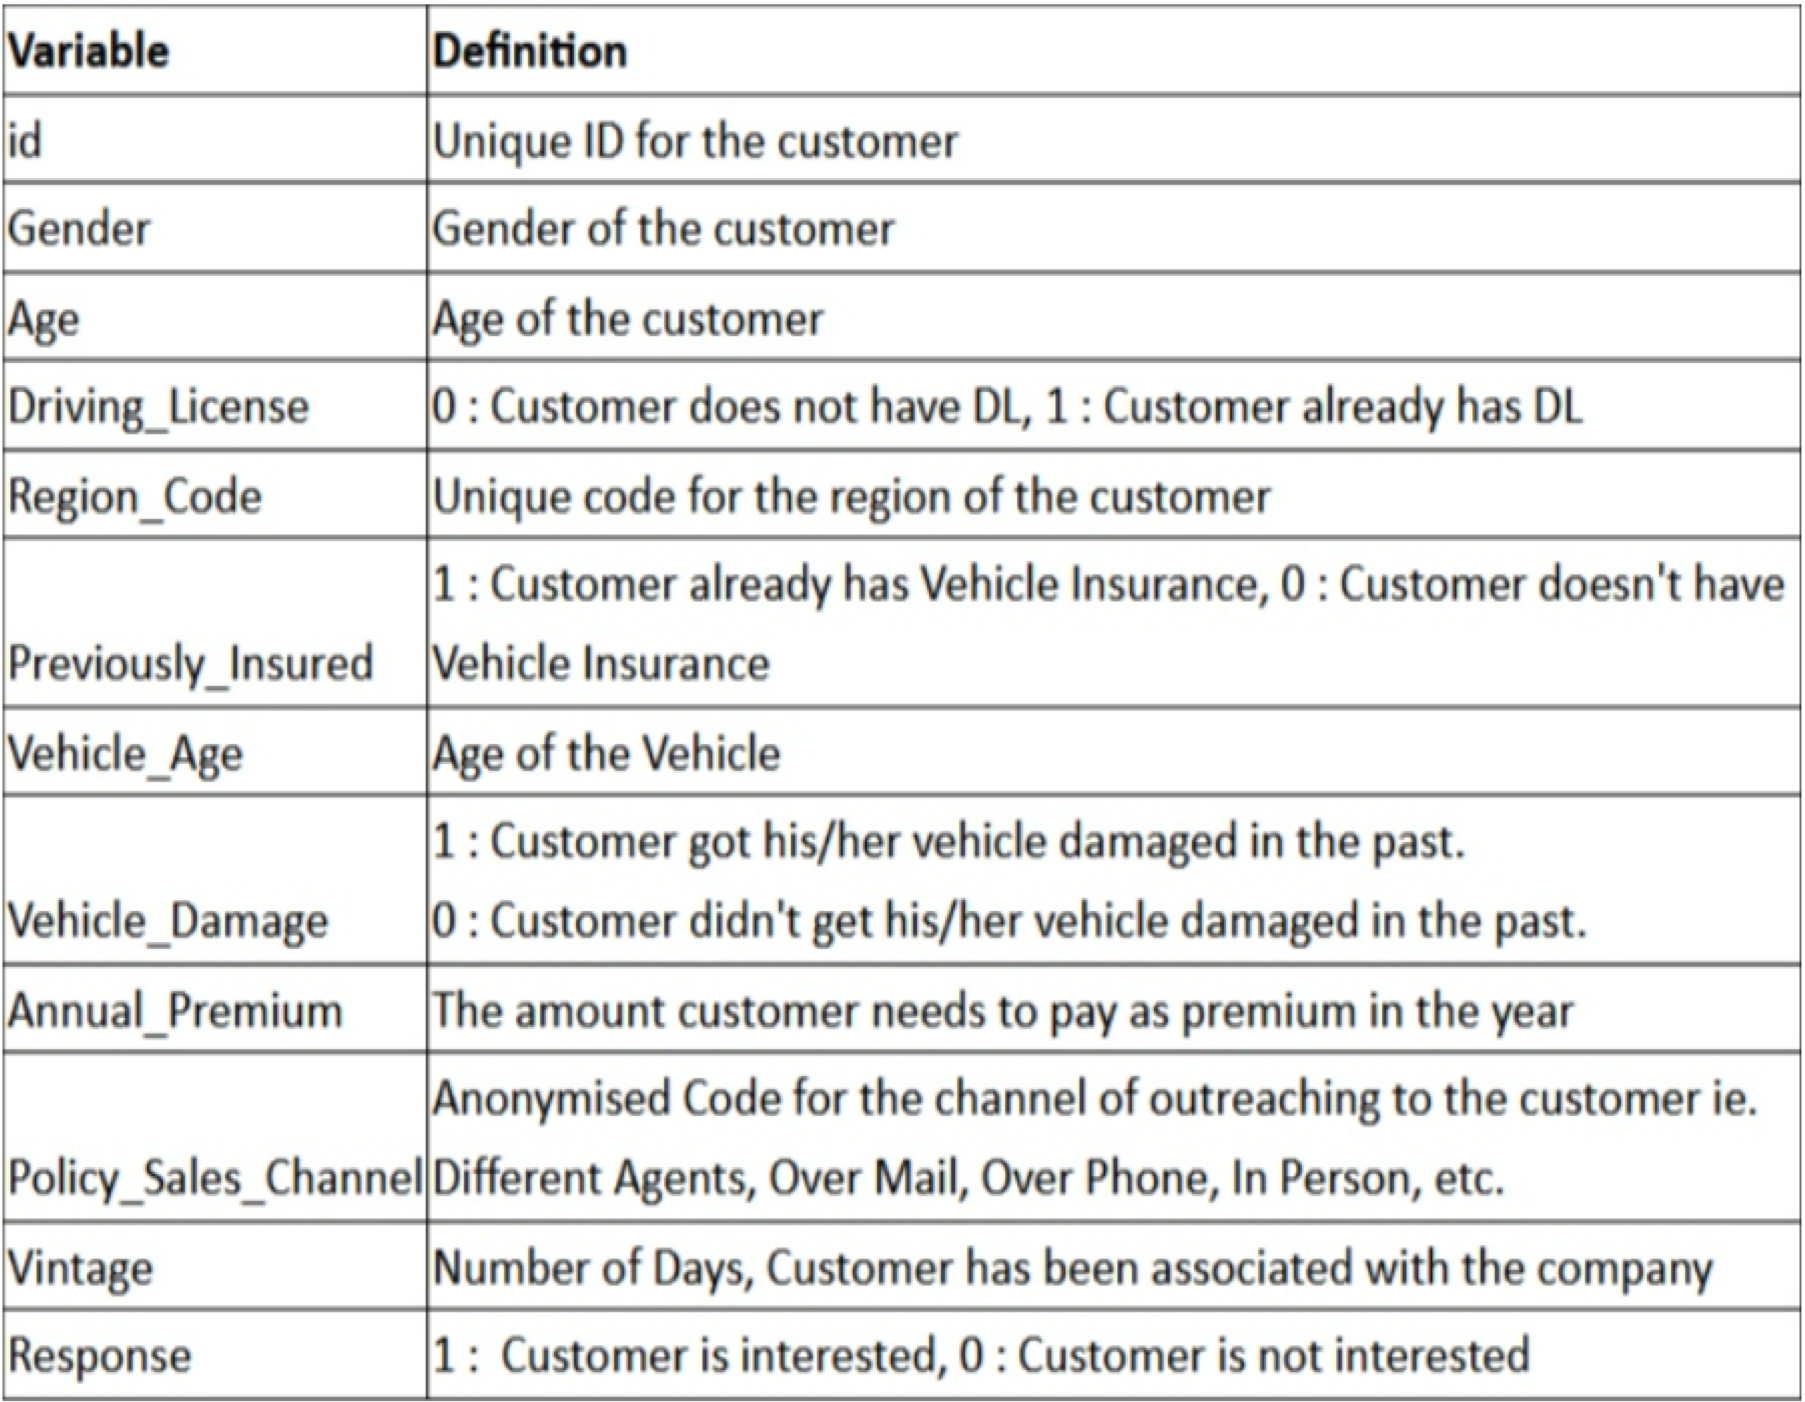 Variable Definition
id Unique ID for the customer
Gender Gender of the customer
Age Age of the customer
Driving_License 0 : Customer does not have DL, 1 : Customer already has DL
Region_Code Unique code for the region of the customer
1 : Customer already has Vehicle Insurance, 0 : Customer doesn't have
Previously_Insured Vehicle Insurance
Vehicle_Age Age of the Vehicle
1 : Customer got his/her vehicle damaged in the past.
Vehicle_Damage 0 : Customer didn't get his/her vehicle damaged in the past.
Annual_Premium The amount customer needs to pay as premium in the year
Anonymised Code for the channel of outreaching to the customer ie.
Policy_Sales_Channel Different Agents, Over Mail, Over Phone, In Person, etc.
Vintage Number of Days, Customer has been associated with the company
Response 1 : Customer is interested, 0 : Customer is not interested